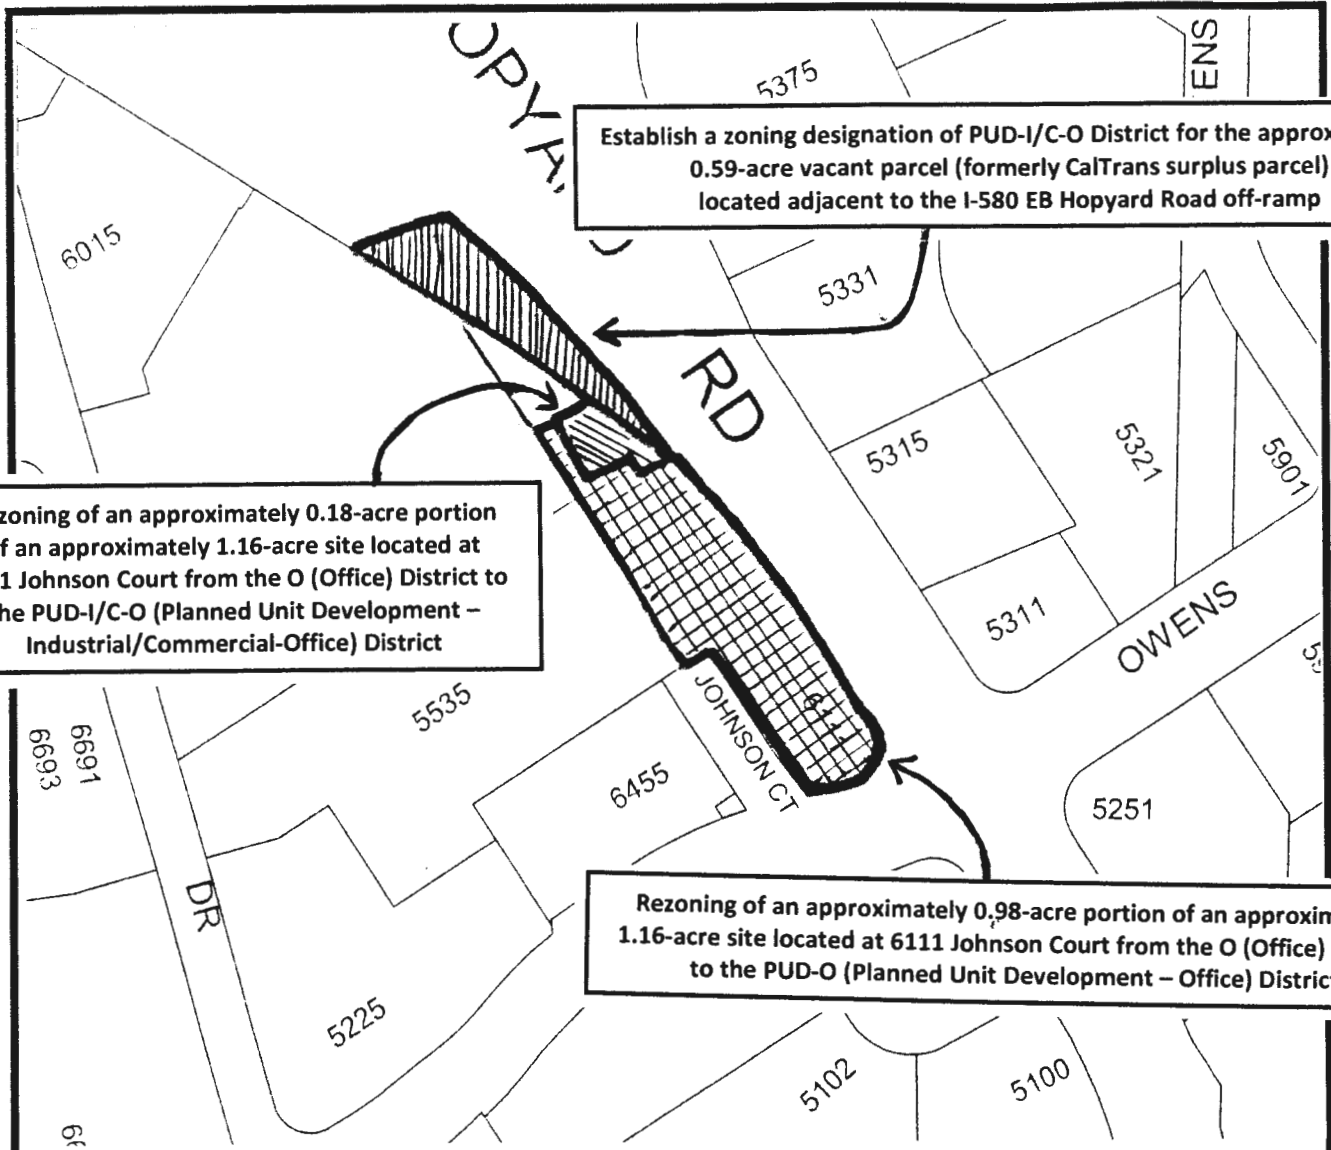 OPYA
ENS
5375
Establish a zoning designation of PUD-I/C-O District for the approx
0.59-acre vacant parcel (formerly CalTrans surplus parcel)
located adjacent to the I-580 EB Hopyard Road off-ramp
6015
5331
RD
5315
5321
5901
zoning of an approximately 0.18-acre portion
f an approximately 1.16-acre site located at
1 Johnson Court from the O (Office) District to
he PUD-I/C-O (Planned Unit Development –
Industrial/Commercial-Office) District
5311
OWENS
5535
JOHNSON CT
6111
6693
6691
6455
5251
DR
Rezoning of an approximately 0.98-acre portion of an approxim
1.16-acre site located at 6111 Johnson Court from the O (Office)
to the PUD-O (Planned Unit Development – Office) Distric
5225
5102
5100